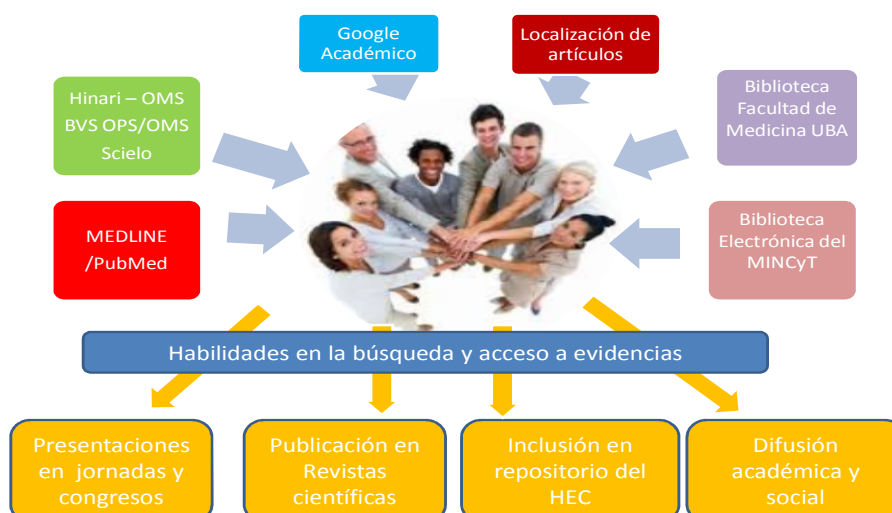 Google
Académico
Localización de
artículos
Hinari – OMS
BVS OPS/OMS
Scielo
Biblioteca
Facultad de
Medicina UBA
MEDLINE
/PubMed
Biblioteca
Electrónica del
MINCyT
Habilidades en la búsqueda y acceso a evidencias
Presentaciones
en jornadas y
congresos
Publicación en
Revistas
científicas
Inclusión en
repositorio del
HEC
Difusión
académica y
social